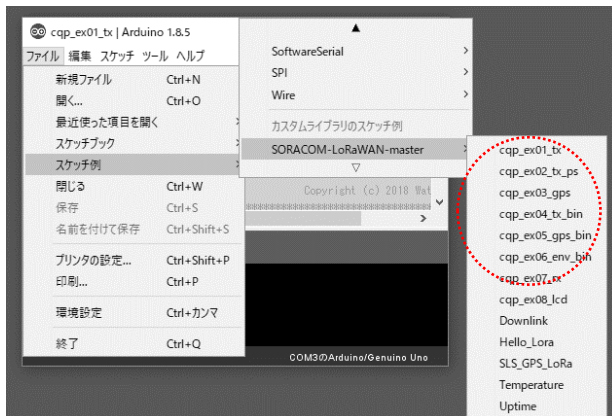 cqp_ex01_tx | Arduino 1.8.5
ファイル 編集 スケッチ ツール ヘルプ
新規ファイル Ctrl+N
開く... Ctrl+O
最近使った項目を開く
スケッチブック
スケッチ例
閉じる Ctrl+W
保存 Ctrl+S
名前を付けて保存 Ctrl+Shift+S
プリンタの設定... Ctrl+Shift+P
印刷... Ctrl+P
環境設定 Ctrl+カンマ
終了 Ctrl+Q
SoftwareSerial
SPI
Wire
カスタムライブラリのスケッチ例
SORACOM-LoRaWAN-master
Copyright (c) 2018 Wat
cqp_ex01_tx
cqp_ex02_tx_ps
cqp_ex03_gps
cqp_ex04_tx_bin
cqp_ex05_gps_bin
cqp_ex06_env_bin
cqp_ex07_rx
cqp_ex08_lcd
Downlink
Hello_Lora
SLS_GPS_LoRa
Temperature
Uptime
COM3のArduino/Genuino Uno